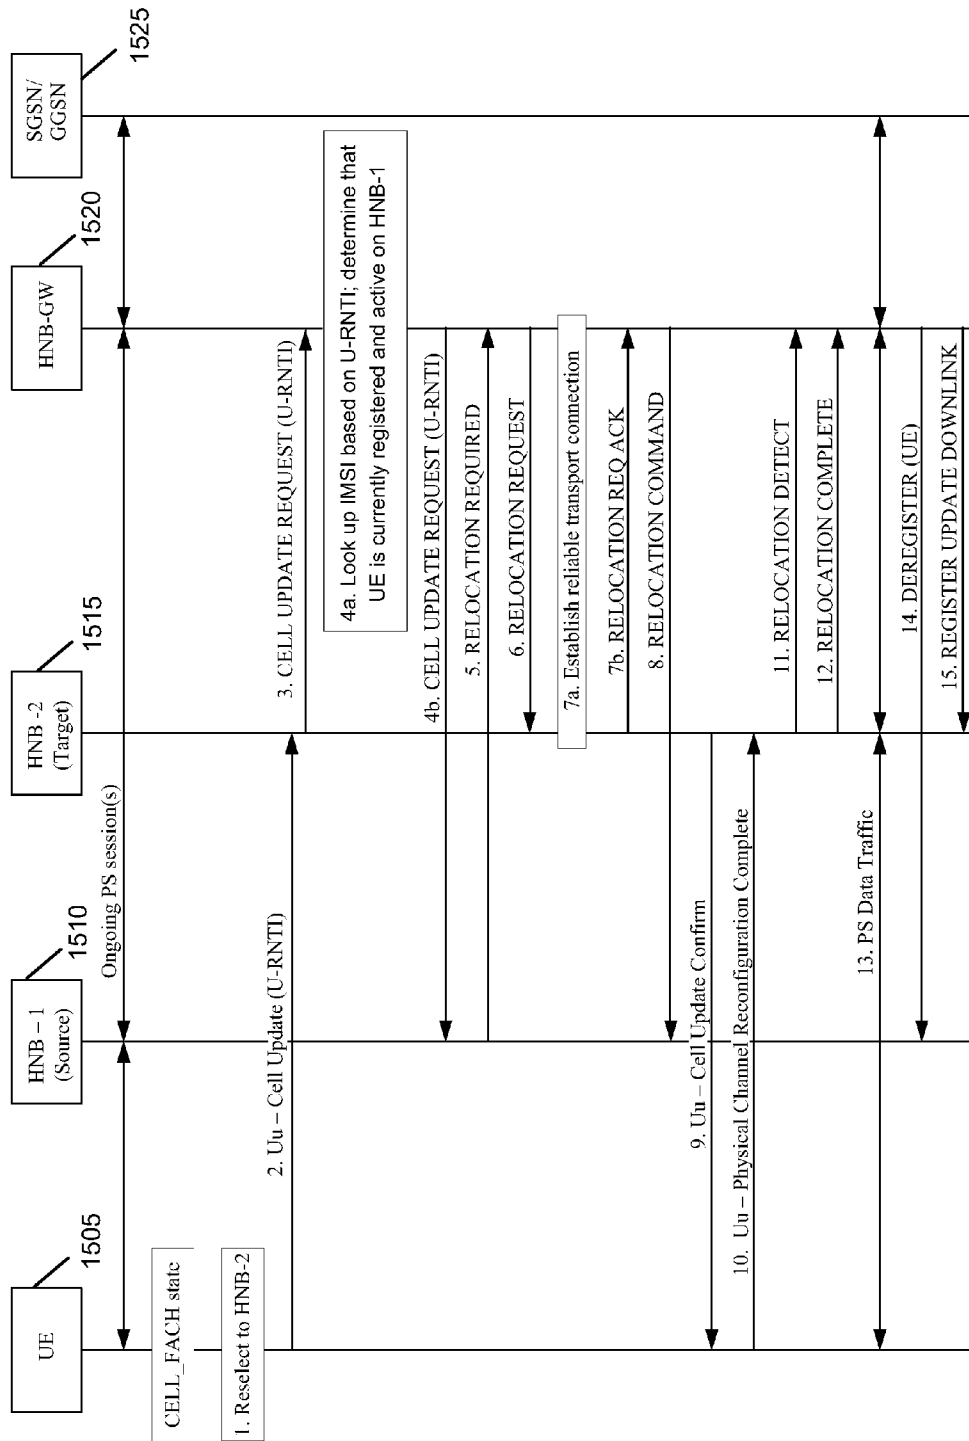 UE
1505
HNB – 1
(Source)
1510
HNB -2
(Target)
1515
HNB-GW
1520
SGSN/
GGSN
1525
Ongoing PS session(s)
CELL_FACH state
1. Reselect to HNB-2
2. Uu – Cell Update (U-RNTI)
3. CELL UPDATE REQUEST (U-RNTI)
4a. Look up IMSI based on U-RNTI; determine that
UE is currently registered and active on HNB-1
4b. CELL UPDATE REQUEST (U-RNTI)
5. RELOCATION REQUIRED
6. RELOCATION REQUEST
7a. Establish reliable transport connection
7b. RELOCATION REQ ACK
8. RELOCATION COMMAND
9. Uu – Cell Update Confirm
10. Uu – Physical Channel Reconfiguration Complete
11. RELOCATION DETECT
12. RELOCATION COMPLETE
13. PS Data Traffic
14. DEREGISTER (UE)
15. REGISTER UPDATE DOWNLINK